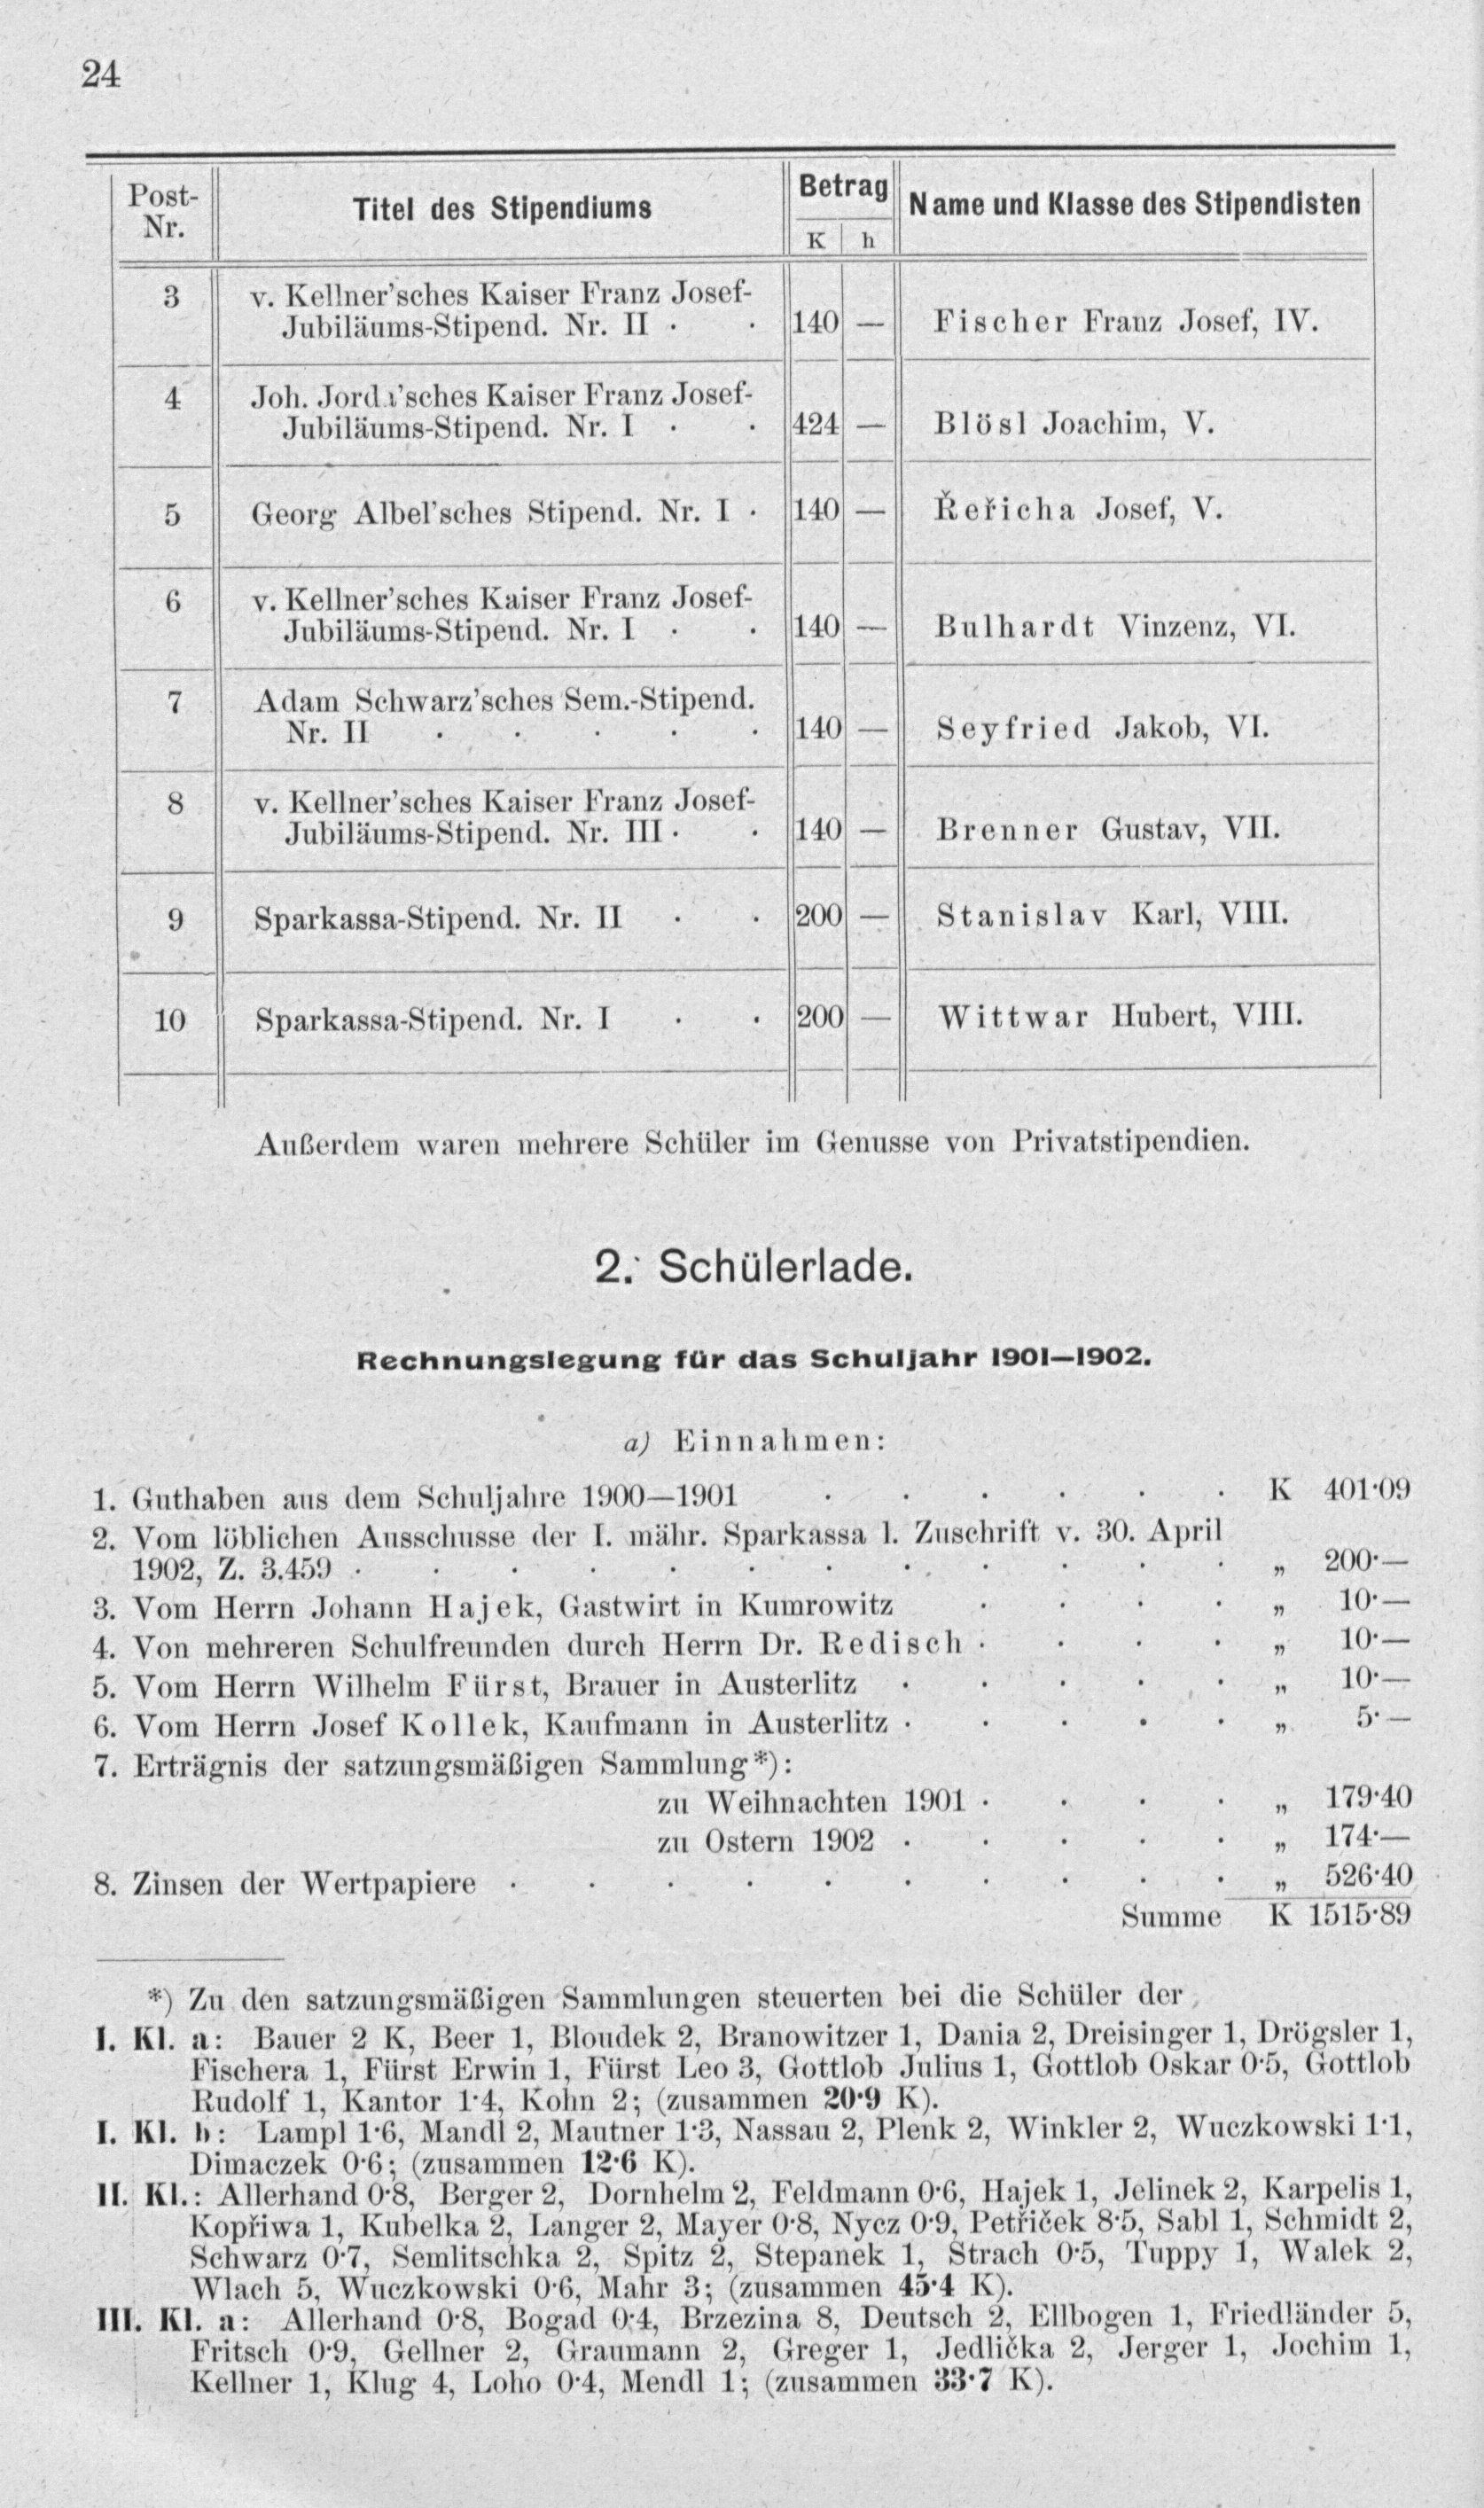 24
Post-Nr. Titel des Stipendiums Betrag Name und Klasse des Stipendisten
K h
3 v. Kellner'sches Kaiser Franz Josef-
Jubiläums-Stipend. Nr. II . . 140 — Fischer Franz Josef, IV.
4 Joh. Jorda'sches Kaiser Franz Josef-
Jubiläums-Stipend. Nr. I . . 424 — Blösl Joachim, V.
5 Georg Albel'sches Stipend. Nr. I . 140 — Řeřicha Josef, V.
6 v. Kellner'sches Kaiser Franz Josef-
Jubiläums-Stipend. Nr. I . . 140 — Bulhardt Vinzenz, VI.
7 Adam Schwarz'sches Sem.-Stipend.
Nr. II . . . . . 140 — Seyfried Jakob, VI.
8 v. Kellner'sches Kaiser Franz Josef-
Jubiläums-Stipend. Nr. III . . 140 — Brenner Gustav, VII.
9 Sparkassa-Stipend. Nr. II . . 200 — Stanislav Karl, VIII.
10 Sparkassa-Stipend. Nr. I . . 200 — Wittwar Hubert, VIII.
Außerdem waren mehrere Schüler im Genusse von Privatstipendien.
2. Schülerlade.
Rechnungslegung für das Schuljahr 1901—1902.
a) Einnahmen:
1. Guthaben aus dem Schuljahre 1900—1901 . . . . . . K 401·09
2. Vom löblichen Ausschusse der I. mähr. Sparkassa l. Zuschrift v. 30. April
1902, Z. 3.459 . . . . . . . . . . . . „ 200·—
3. Vom Herrn Johann Hajek, Gastwirt in Kumrowitz . . . . „ 10·—
4. Von mehreren Schulfreunden durch Herrn Dr. Redisch . . . . „ 10·—
5. Vom Herrn Wilhelm Fürst, Brauer in Austerlitz . . . . . „ 10·—
6. Vom Herrn Josef Kollek, Kaufmann in Austerlitz . . . . . „ 5·—
7. Erträgnis der satzungsmäßigen Sammlung*):
zu Weihnachten 1901 . . . . „ 179·40
zu Ostern 1902 . . . . . „ 174·—
8. Zinsen der Wertpapiere . . . . . . . . . . „ 526·40
Summe K 1515·89
*) Zu den satzungsmäßigen Sammlungen steuerten bei die Schüler der
I. Kl. a: Bauer 2 K, Beer 1, Bloudek 2, Branowitzer 1, Dania 2, Dreisinger 1, Drögsler 1,
Fischera 1, Fürst Erwin 1, Fürst Leo 3, Gottlob Julius 1, Gottlob Oskar 0·5, Gottlob
Rudolf 1, Kantor 1·4, Kohn 2; (zusammen 20·9 K).
I. Kl. b: Lampl 1·6, Mandl 2, Mautner 1·3, Nassau 2, Plenk 2, Winkler 2, Wuczkowski 1·1,
Dimaczek 0·6; (zusammen 12·6 K).
II. Kl.: Allerhand 0·8, Berger 2, Dornhelm 2, Feldmann 0·6, Hajek 1, Jelinek 2, Karpelis 1,
Kopřiwa 1, Kubelka 2, Langer 2, Mayer 0·8, Nycz 0·9, Petřiček 8·5, Sabl 1, Schmidt 2,
Schwarz 0·7, Semlitschka 2, Spitz 2, Stepanek 1, Strach 0·5, Tuppy 1, Walek 2,
Wlach 5, Wuczkowski 0·6, Mahr 3; (zusammen 45·4 K).
III. Kl. a: Allerhand 0·8, Bogad 0·4, Brzezina 8, Deutsch 2, Ellbogen 1, Friedländer 5,
Fritsch 0·9, Gellner 2, Graumann 2, Greger 1, Jedlička 2, Jerger 1, Jochim 1,
Kellner 1, Klug 4, Loho 0·4, Mendl 1; (zusammen 33·7 K).